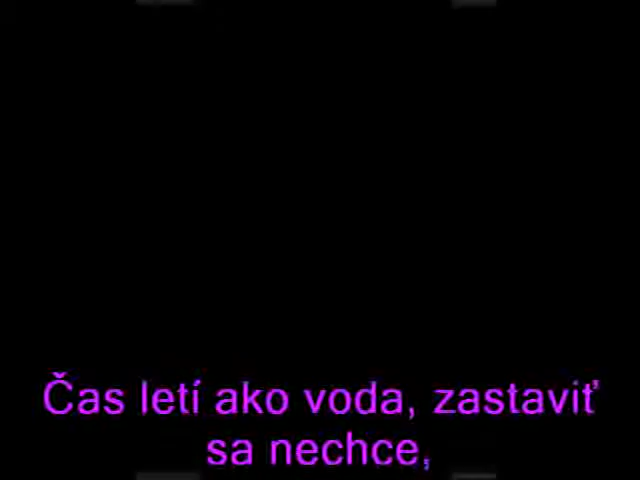 Čas letí ako voda, zastaviť
sa nechce,